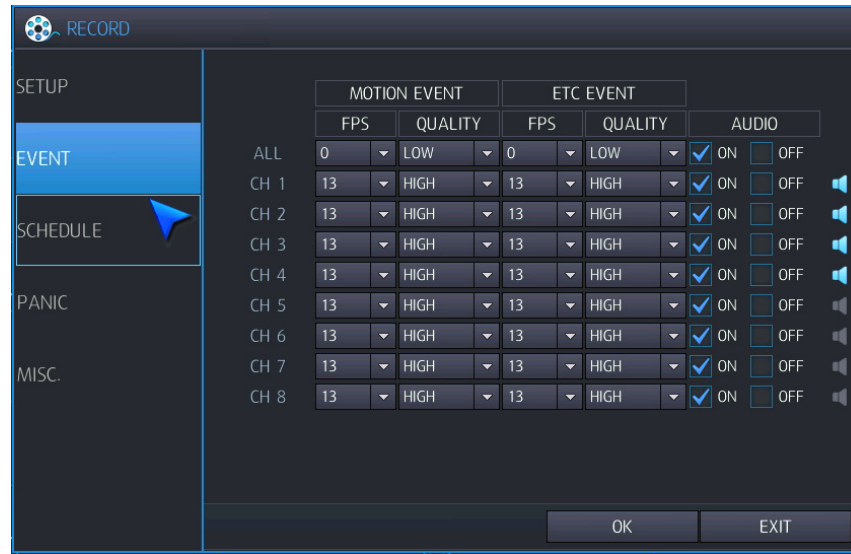 RECORD
SETUP
EVENT
SCHEDULE
PANIC
MISC.
MOTION EVENT ETC EVENT
FPS QUALITY FPS QUALITY AUDIO
ALL 0 LOW 0 LOW ON OFF
CH 1 13 HIGH 13 HIGH ON OFF
CH 2 13 HIGH 13 HIGH ON OFF
CH 3 13 HIGH 13 HIGH ON OFF
CH 4 13 HIGH 13 HIGH ON OFF
CH 5 13 HIGH 13 HIGH ON OFF
CH 6 13 HIGH 13 HIGH ON OFF
CH 7 13 HIGH 13 HIGH ON OFF
CH 8 13 HIGH 13 HIGH ON OFF
OK EXIT